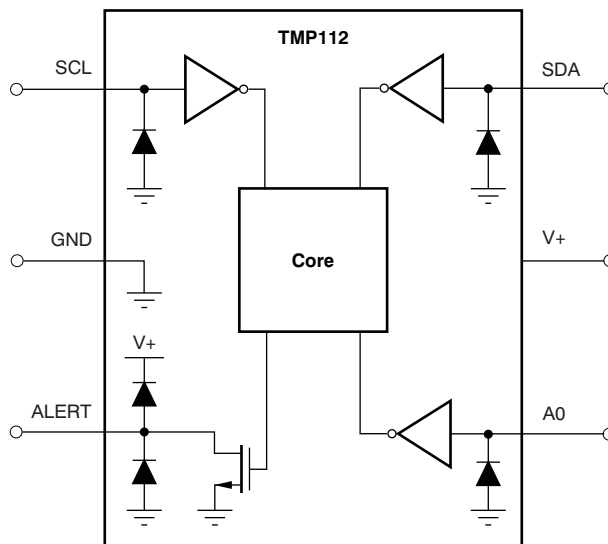 TMP112
SCL
SDA
GND
V+
Core
V+
ALERT
A0